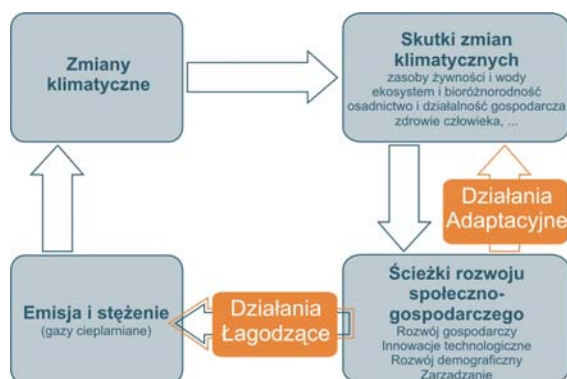 Zmiany
klimatyczne
Skutki zmian
klimatycznych
zasoby żywności i wody
ekosystem i bioróżnorodność
osadnictwo i działalność gospodarcza
zdrowie człowieka, ...
Działania
Adaptacyjne
Emisja i stężenie
(gazy cieplarniane)
Działania
Łagodzące
Ścieżki rozwoju
społeczno-
gospodarczego
Rozwój gospodarczy
Innowacje technologiczne
Rozwój demograficzny
Zarządzanie